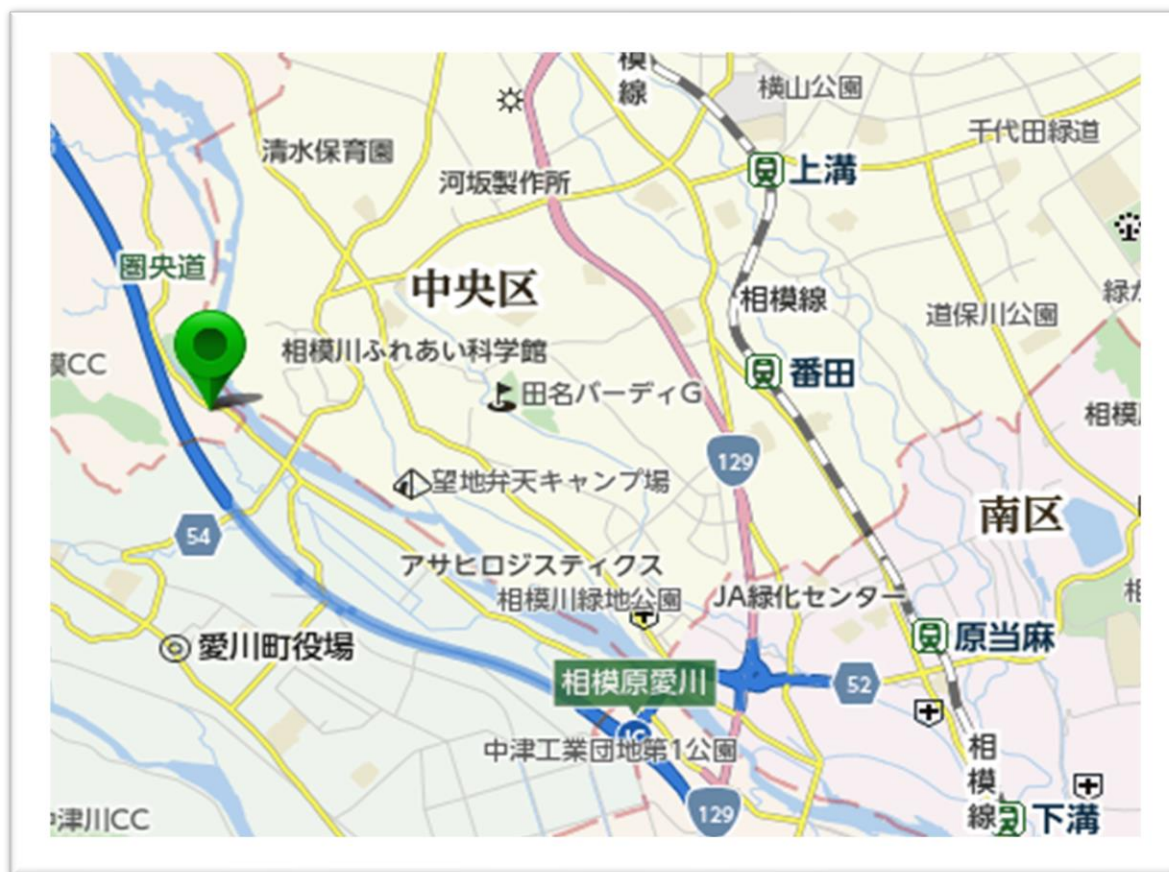 模線
横山公園
千代田緑道
清水保育園
上溝
河坂製作所
圏央道
中央区
相模線
道保川公園
相模川ふれあい科学館
模CC
番田
田名バーディG
129
望地弁天キャンプ場
南区
54
アサヒロジスティクス
相模川緑地公園
JA緑化センター
愛川町役場
原当麻
相模原愛川
52
IC
中津工業団地第1公園
相模線
129
津川CC
下溝